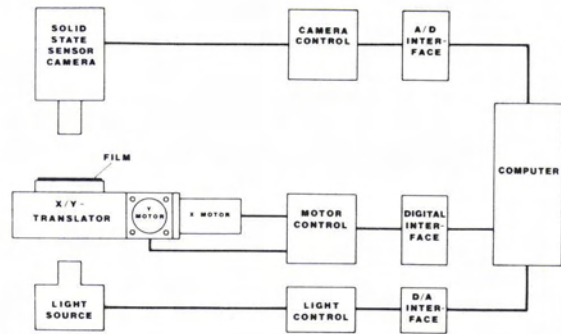 SOLID
STATE
SENSOR
CAMERA
CAMERA
CONTROL
A/D
INTER-
FACE
FILM
COMPUTER
X/Y-
TRANSLATOR
Y
MOTOR
X MOTOR
MOTOR
CONTROL
DIGITAL
INTER-
FACE
LIGHT
SOURCE
LIGHT
CONTROL
D/A
INTER-
FACE